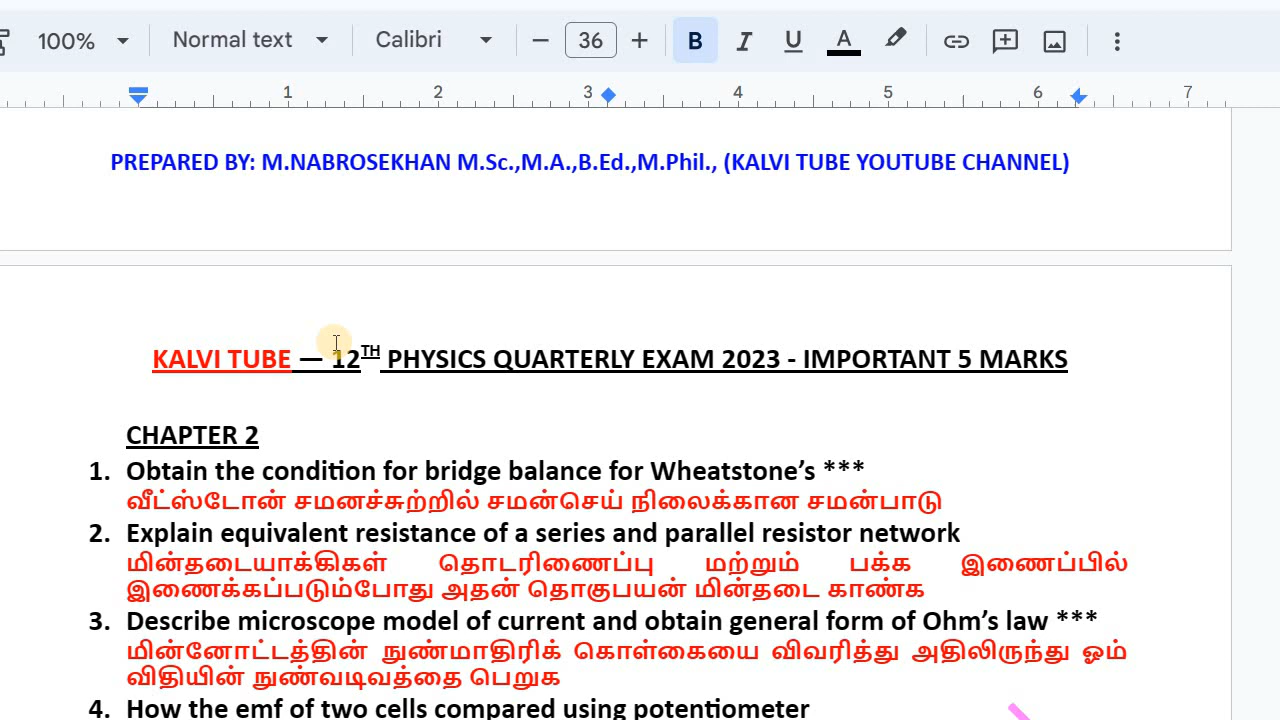 100% Normal text Calibri 36 B I U A
1 2 3 4 5 6 7
PREPARED BY: M.NABROSEKHAN M.Sc.,M.A.,B.Ed.,M.Phil., (KALVI TUBE YOUTUBE CHANNEL)
KALVI TUBE — 12TH PHYSICS QUARTERLY EXAM 2023 - IMPORTANT 5 MARKS
CHAPTER 2
1. Obtain the condition for bridge balance for Wheatstone’s ***
வீட்ஸ்டோன் சமனச்சுற்றில் சமன்செய் நிலைக்கான சமன்பாடு
2. Explain equivalent resistance of a series and parallel resistor network
மின்தடையாக்கிகள் தொடரிணைப்பு மற்றும் பக்க இணைப்பில்
இணைக்கப்படும்போது அதன் தொகுபயன் மின்தடை காண்க
3. Describe microscope model of current and obtain general form of Ohm’s law ***
மின்னோட்டத்தின் நுண்மாதிரிக் கொள்கையை விவரித்து அதிலிருந்து ஓம்
விதியின் நுண்வடிவத்தை பெறுக
4. How the emf of two cells compared using potentiometer